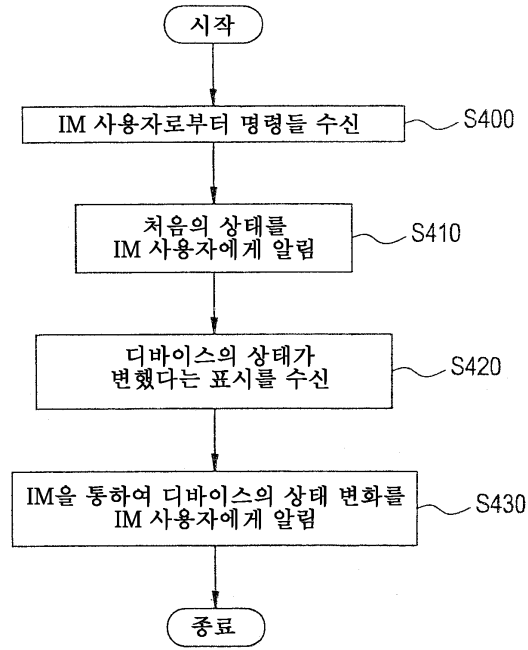 시작
IM 사용자로부터 명령들 수신
S400
처음의 상태를
IM 사용자에게 알림
S410
디바이스의 상태가
변했다는 표시를 수신
S420
IM을 통하여 디바이스의 상태 변화를
IM 사용자에게 알림
S430
종료